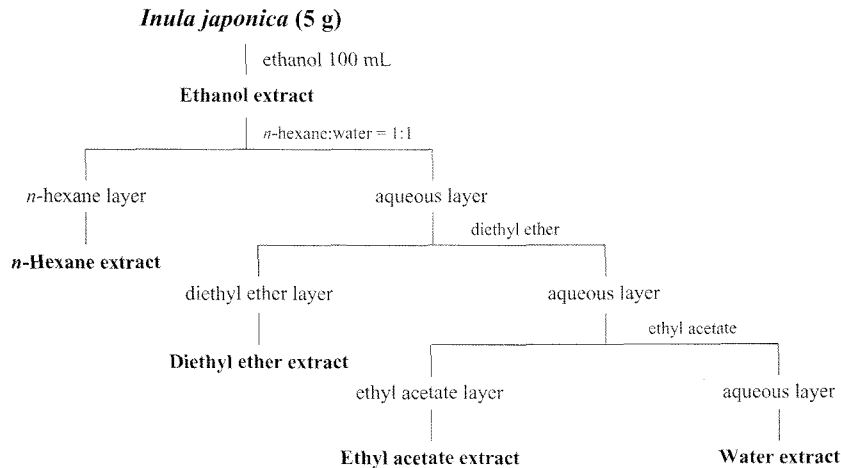 Inula japonica (5 g)
ethanol 100 mL
Ethanol extract
n-hexane:water = 1:1
n-hexane layer
aqueous layer
diethyl ether
n-Hexane extract
diethyl ether layer
aqueous layer
ethyl acetate
Diethyl ether extract
ethyl acetate layer
aqueous layer
Ethyl acetate extract
Water extract